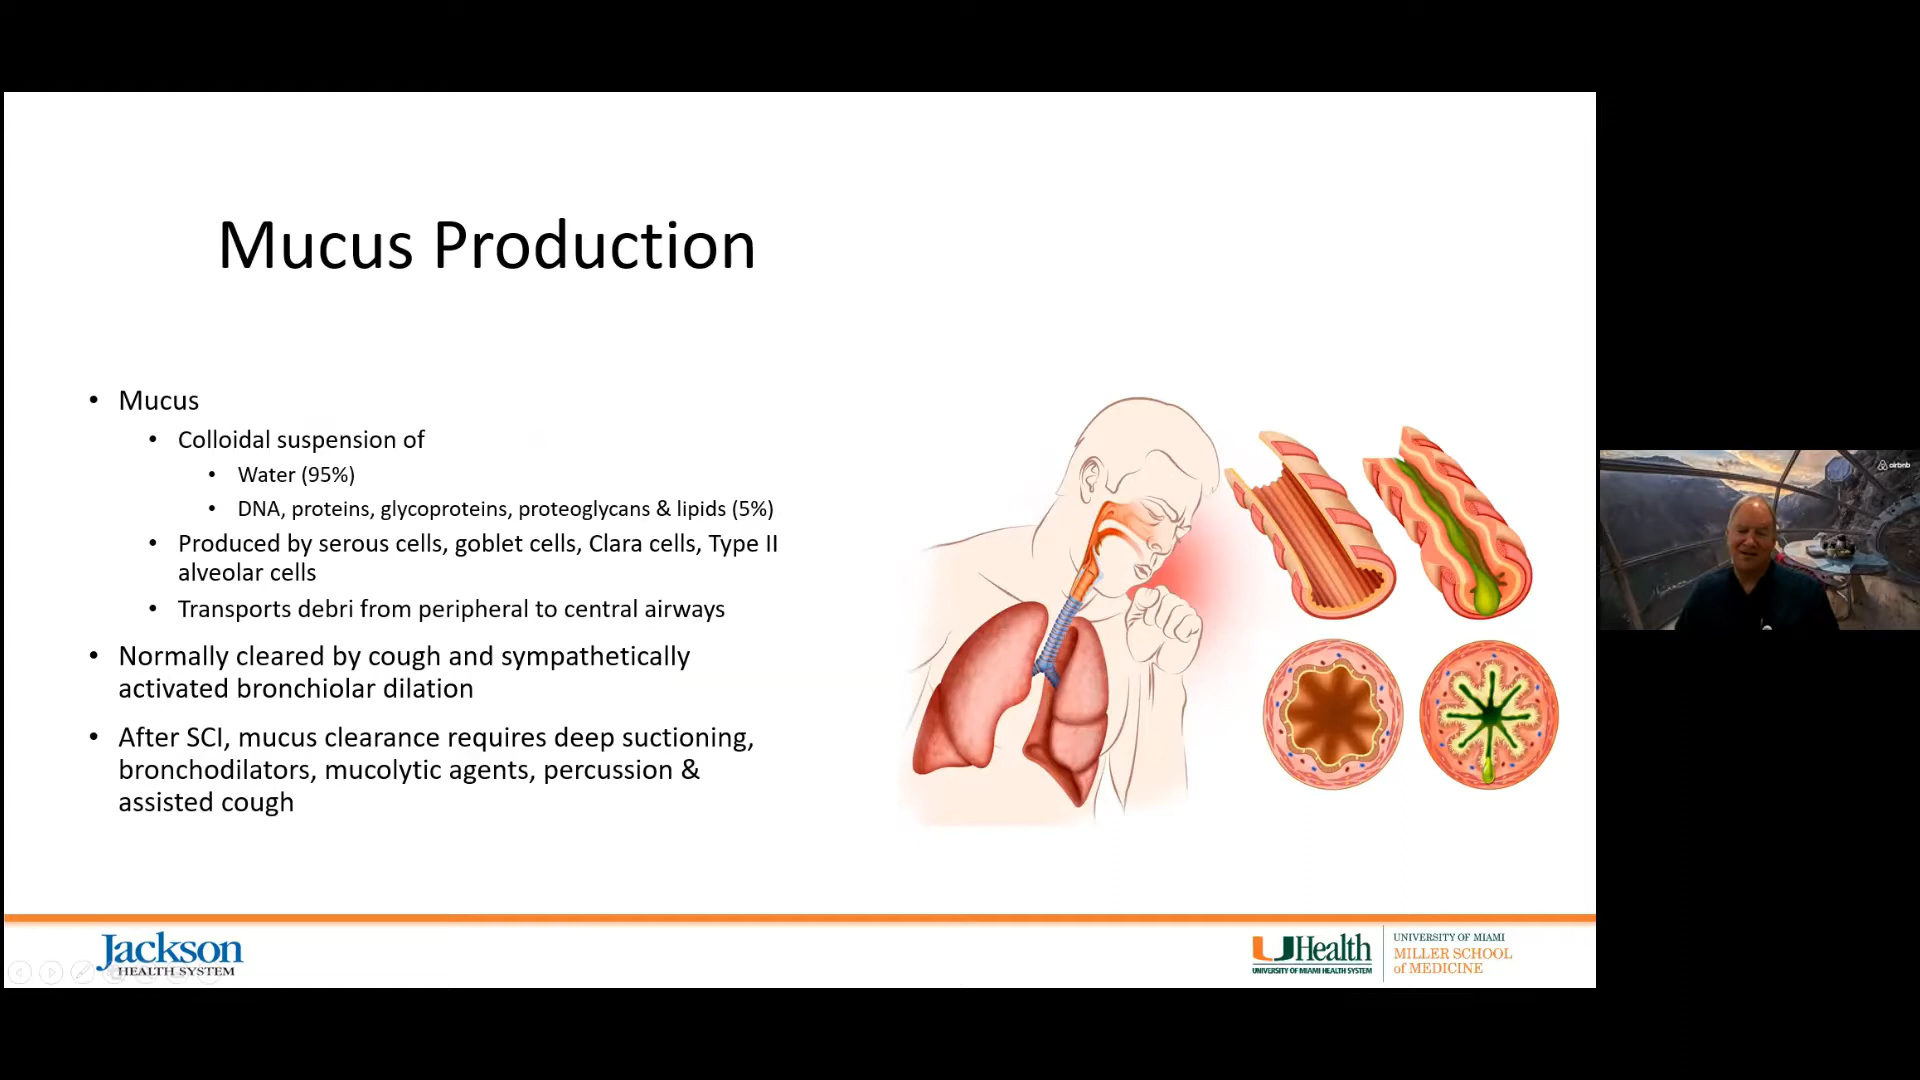 Mucus Production
• Mucus
• Colloidal suspension of
• Water (95%)
• DNA, proteins, glycoproteins, proteoglycans & lipids (5%)
• Produced by serous cells, goblet cells, Clara cells, Type II
alveolar cells
• Transports debri from peripheral to central airways
• Normally cleared by cough and sympathetically
activated bronchiolar dilation
• After SCI, mucus clearance requires deep suctioning,
bronchodilators, mucolytic agents, percussion &
assisted cough
airbnb
Jackson
HEALTH SYSTEM
UHealth
UNIVERSITY OF MIAMI HEALTH SYSTEM
UNIVERSITY OF MIAMI
MILLER SCHOOL
of MEDICINE